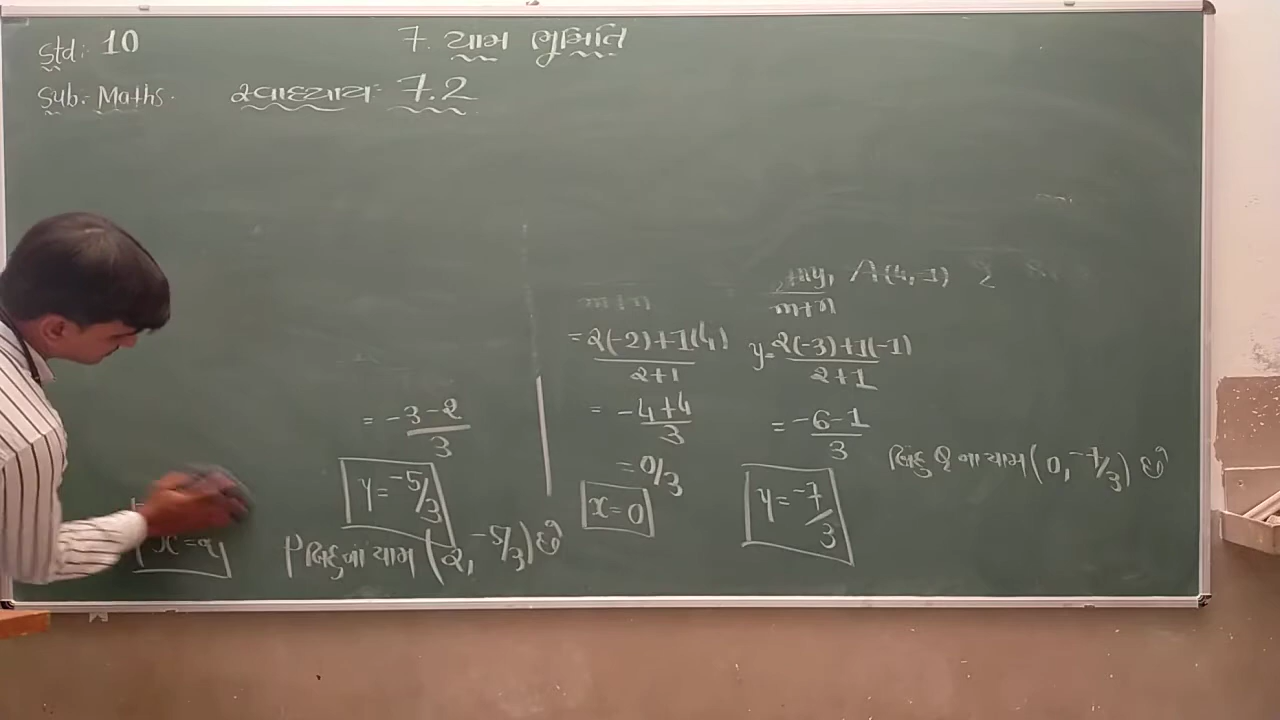 Std: 10
7. યામ ભૂમિતિ
Sub:- Maths.
સ્વાધ્યાય:- 7.2
A(4,-1)
m+n
m+n
= 2(-2)+1(4)/2+1
y= 2(-3)+1(-1)/2+1
= -3-2/3
= -4+4/3
= -6-1/3
y= -5/3
= 0/3
x=0
y= -7/3
બિંદુ Q ના યામ (0, -7/3) છે
P બિંદુનાં યામ (2, -5/3) છે